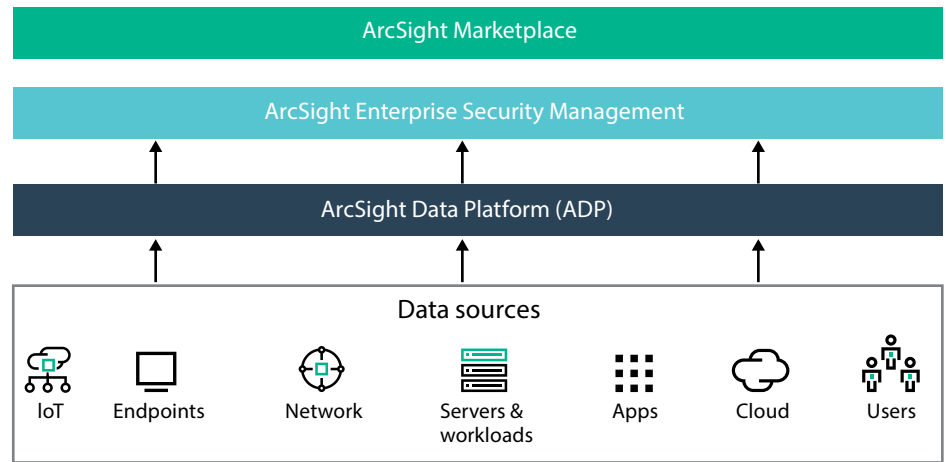 ArcSight Marketplace
ArcSight Enterprise Security Management
ArcSight Data Platform (ADP)
Data sources
IoT
Endpoints
Network
Servers &
workloads
Apps
Cloud
Users